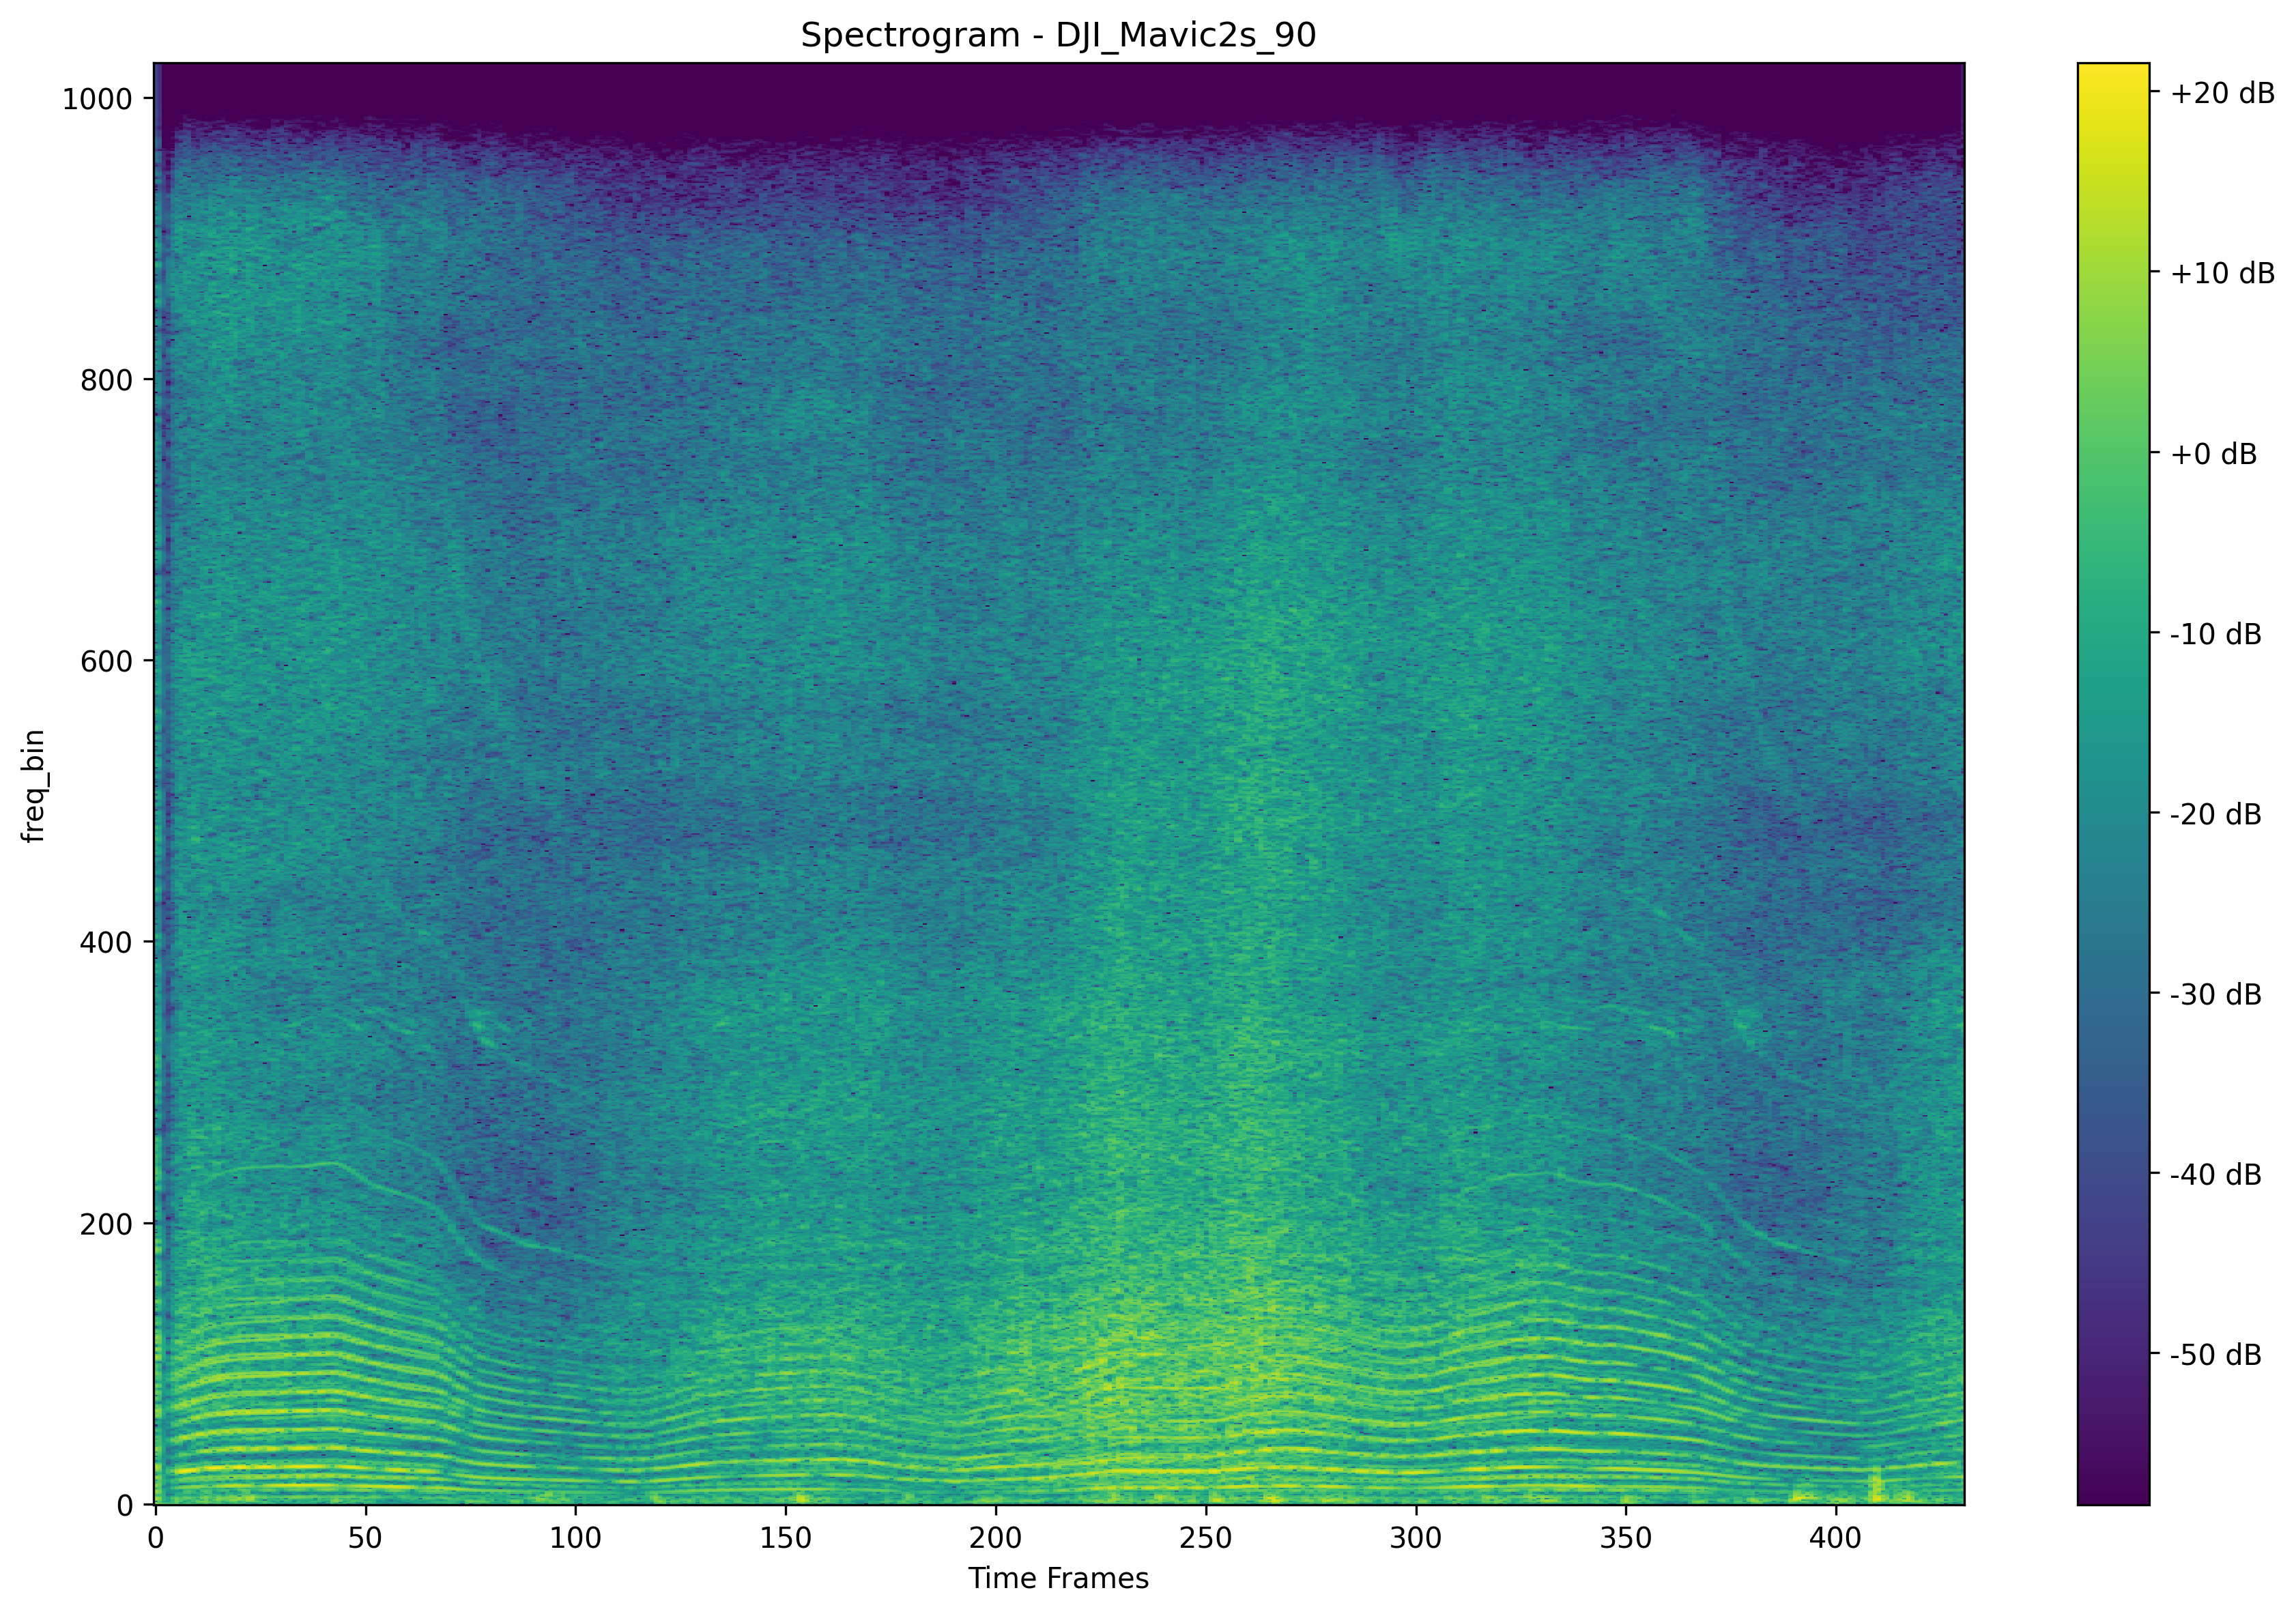 Spectrogram - DJI_Mavic2s_90
1000
800
600
400
200
0
freq_bin
0 50 100 150 200 250 300 350 400
Time Frames
+20 dB
+10 dB
+0 dB
-10 dB
-20 dB
-30 dB
-40 dB
-50 dB